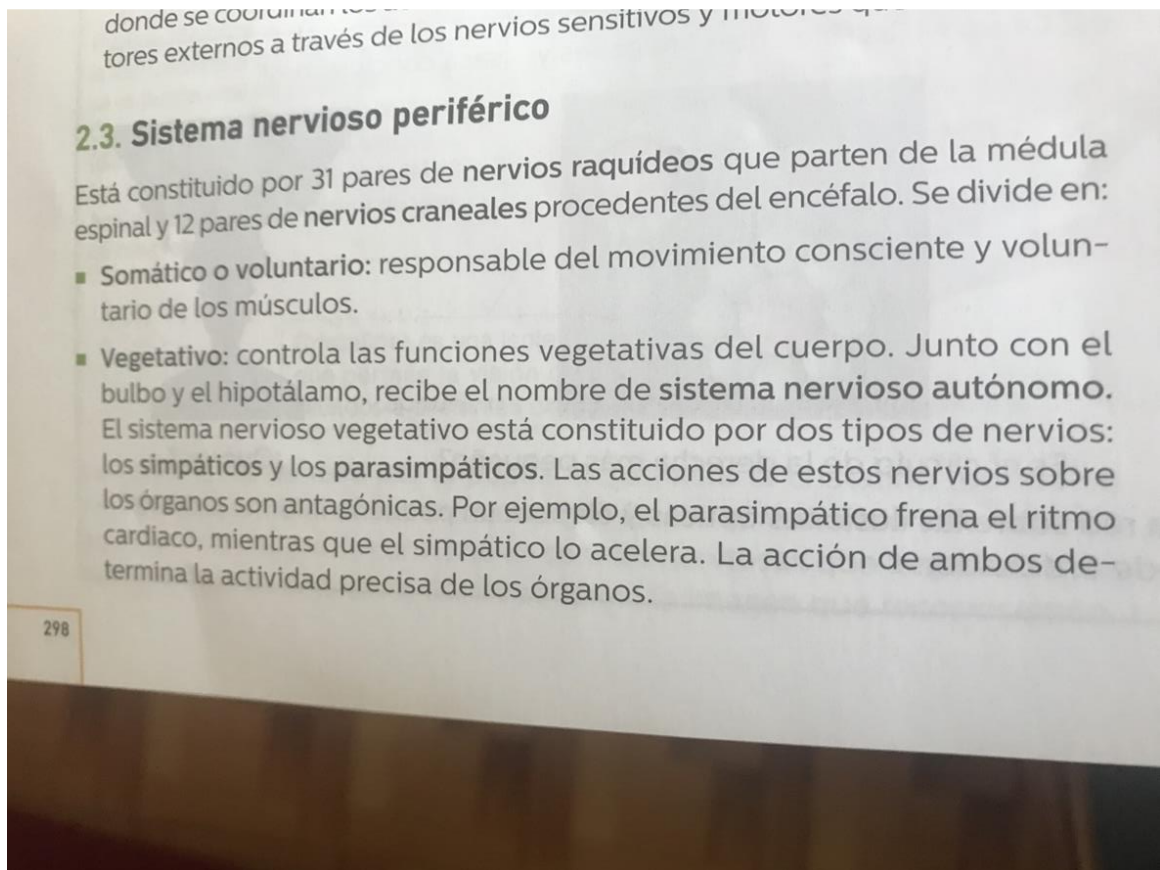 donde se
tores externos a través de los nervios sensitivos y
2.3. Sistema nervioso periférico
Está constituido por 31 pares de nervios raquídeos que parten de la médula
espinal y 12 pares de nervios craneales procedentes del encéfalo. Se divide en:
▪ Somático o voluntario: responsable del movimiento consciente y volun-
tario de los músculos.
▪ Vegetativo: controla las funciones vegetativas del cuerpo. Junto con el
bulbo y el hipotálamo, recibe el nombre de sistema nervioso autónomo.
El sistema nervioso vegetativo está constituido por dos tipos de nervios:
los simpáticos y los parasimpáticos. Las acciones de estos nervios sobre
los órganos son antagónicas. Por ejemplo, el parasimpático frena el ritmo
cardiaco, mientras que el simpático lo acelera. La acción de ambos de-
termina la actividad precisa de los órganos.
298